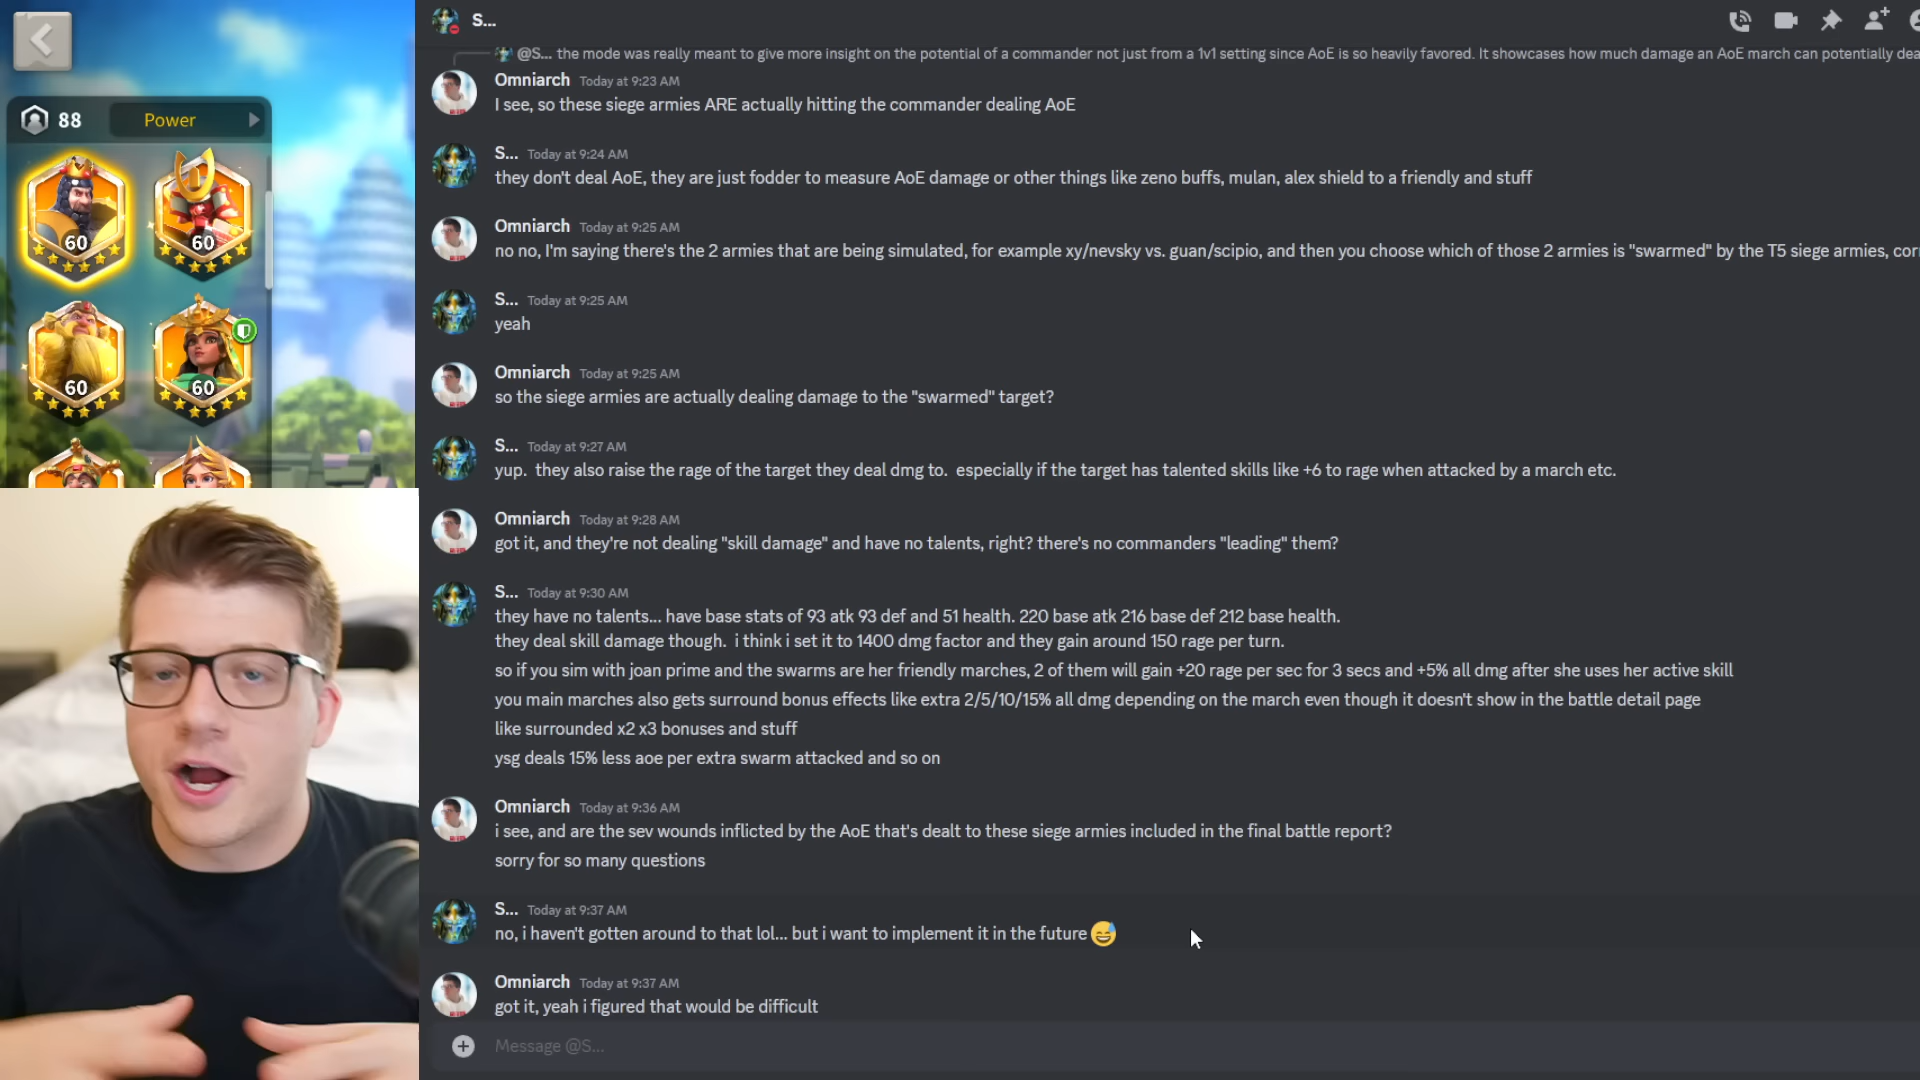 S...
@S... the mode was really meant to give more insight on the potential of a commander not just from a 1v1 setting since AoE is so heavily favored. It showcases how much damage an AoE march can potentially
Omniarch Today at 9:23 AM
I see, so these siege armies ARE actually hitting the commander dealing AoE
S... Today at 9:24 AM
they don't deal AoE, they are just fodder to measure AoE damage or other things like zeno buffs, mulan, alex shield to a friendly and stuff
Omniarch Today at 9:25 AM
no no, I'm saying there's the 2 armies that are being simulated, for example xy/nevsky vs. guan/scipio, and then you choose which of those 2 armies is "swarmed" by the T5 siege armies,
S... Today at 9:25 AM
yeah
Omniarch Today at 9:25 AM
so the siege armies are actually dealing damage to the "swarmed" target?
S... Today at 9:27 AM
yup. they also raise the rage of the target they deal dmg to. especially if the target has talented skills like +6 to rage when attacked by a march etc.
Omniarch Today at 9:28 AM
got it, and they're not dealing "skill damage" and have no talents, right? there's no commanders "leading" them?
S... Today at 9:30 AM
they have no talents... have base stats of 93 atk 93 def and 51 health. 220 base atk 216 base def 212 base health.
they deal skill damage though. i think i set it to 1400 dmg factor and they gain around 150 rage per turn.
so if you sim with joan prime and the swarms are her friendly marches, 2 of them will gain +20 rage per sec for 3 secs and +5% all dmg after she uses her active skill
you main marches also gets surround bonus effects like extra 2/5/10/15% all dmg depending on the march even though it doesn't show in the battle detail page
like surrounded x2 x3 bonuses and stuff
ysg deals 15% less aoe per extra swarm attacked and so on
Omniarch Today at 9:36 AM
i see, and are the sev wounds inflicted by the AoE that's dealt to these siege armies included in the final battle report?
sorry for so many questions
S... Today at 9:37 AM
no, i haven't gotten around to that lol... but i want to implement it in the future 😅
Omniarch Today at 9:37 AM
got it, yeah i figured that would be difficult
Message @S...
88 Power
60 60
60 60